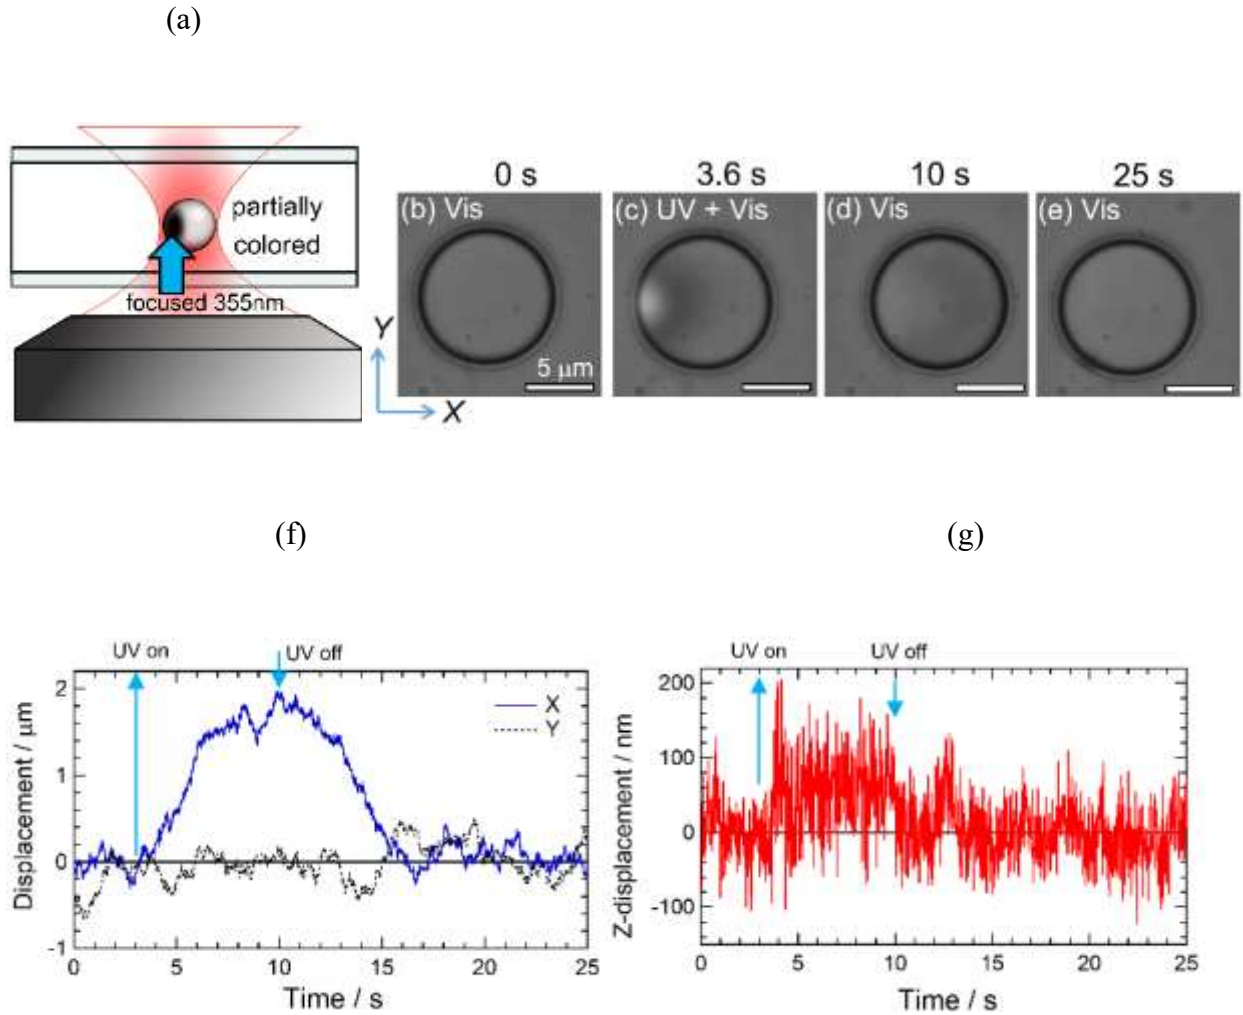 (a)
partially
colored
focused 355nm
Y
X
0 s
3.6 s
10 s
25 s
(b) Vis
(c) UV + Vis
(d) Vis
(e) Vis
5 μm
(f)
(g)
UV on
UV off
X
Y
2
1
0
-1
Displacement / μm
0
5
10
15
20
25
Time / s
UV on
UV off
200
100
0
-100
Z-displacement / nm
0
5
10
15
20
25
Time / s